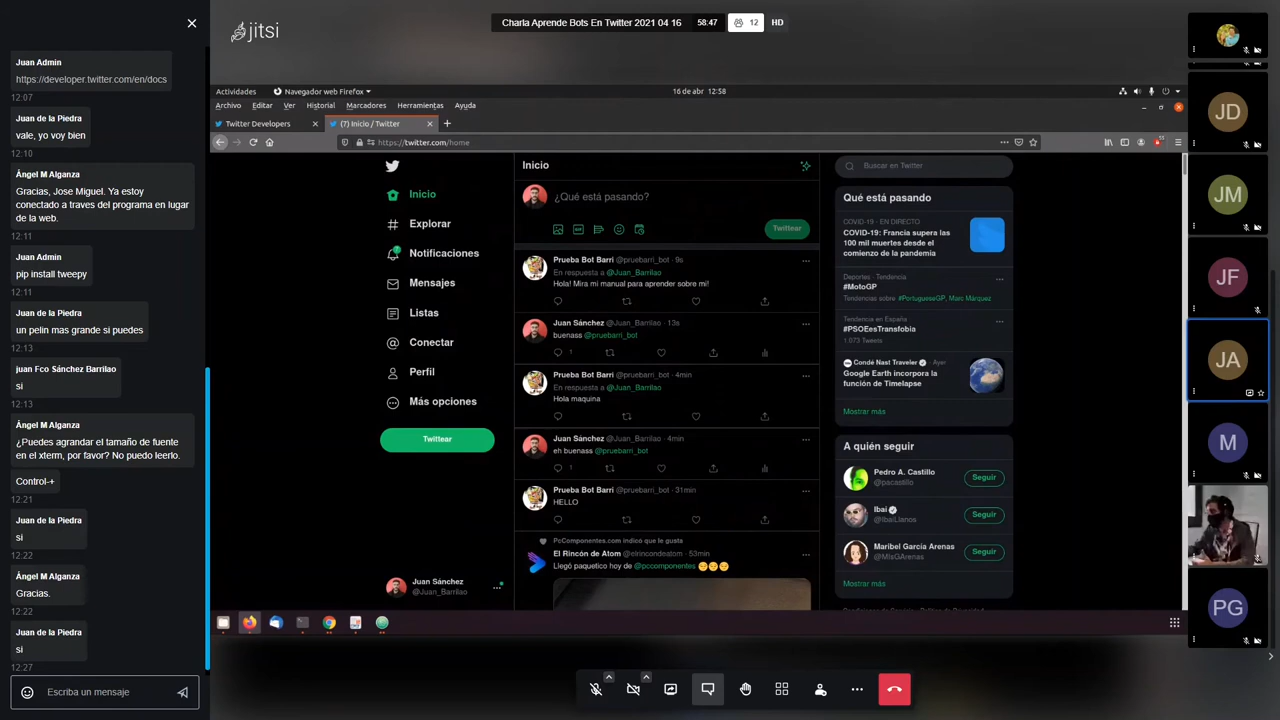 Juan Admin
https://developer.twitter.com/en/docs
12:07
Juan de la Piedra
vale, yo voy bien
12:10
Ángel M Alganza
Gracias, Jose Miguel. Ya estoy
conectado a traves del programa en lugar
de la web.
12:11
Juan Admin
pip install tweepy
12:11
Juan de la Piedra
un pelin mas grande si puedes
12:13
juan Fco Sánchez Barrilao
si
12:13
Ángel M Alganza
¿Puedes agrandar el tamaño de fuente
en el xterm, por favor? No puedo leerlo.
Control-+
12:21
Juan de la Piedra
si
12:22
Ángel M Alganza
Gracias.
12:22
Juan de la Piedra
si
12:27
Escriba un mensaje
jitsi
Charla Aprende Bots En Twitter 2021 04 16
58:47
12
HD
Actividades
Navegador web Firefox
16 de abr 12:58
Archivo Editar Ver Historial Marcadores Herramientas Ayuda
Twitter Developers
(7) Inicio / Twitter
https://twitter.com/home
Inicio
Explorar
7
Notificaciones
Mensajes
Listas
Conectar
Perfil
Más opciones
Twittear
Juan Sánchez
@Juan_Barrilao
Inicio
¿Qué está pasando?
GIF
Twittear
Prueba Bot Barri @pruebarri_bot · 9s
En respuesta a @Juan_Barrilao
Hola! Mira mi manual para aprender sobre mi!
Juan Sánchez @Juan_Barrilao · 13s
buenass @pruebarri_bot
1
Prueba Bot Barri @pruebarri_bot · 4min
En respuesta a @Juan_Barrilao
Hola maquina
Juan Sánchez @Juan_Barrilao · 4min
eh buenass @pruebarri_bot
1
Prueba Bot Barri @pruebarri_bot · 31min
HELLO
PcComponentes.com indicó que le gusta
El Rincón de Atom @elrincondeatom · 53min
Llegó paquetico hoy de @pccomponentes
Buscar en Twitter
Qué está pasando
COVID-19 · EN DIRECTO
COVID-19: Francia supera las
100 mil muertes desde el
comienzo de la pandemia
Deportes · Tendencia
#MotoGP
Tendencias sobre #PortugueseGP, Marc Márquez
Tendencia en España
#PSOEesTransfobia
1.073 Tweets
Condé Nast Traveler · Ayer
Google Earth incorpora la
función de Timelapse
Mostrar más
A quién seguir
Pedro A. Castillo
@pacastillo
Seguir
Ibai
@IbaiLlanos
Seguir
Maribel García Arenas
@MIsGArenas
Seguir
Mostrar más
JD
JM
JF
JA
M
PG